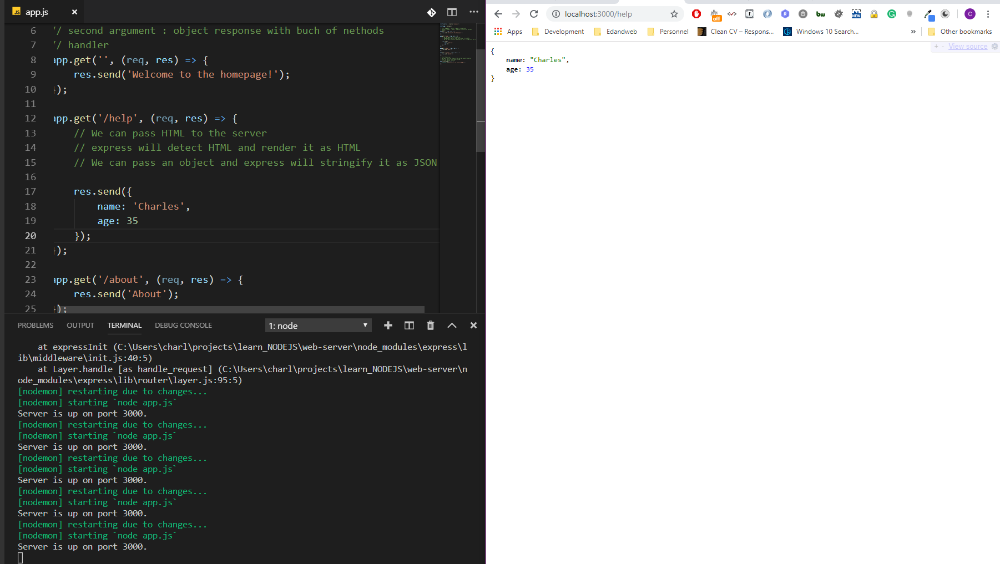 JS app.js ×
6 // second argument : object response with buch of nethods
7 // handler
8 app.get('', (req, res) => {
9 res.send('Welcome to the homepage!');
10 });
11
12 app.get('/help', (req, res) => {
13 // We can pass HTML to the server
14 // express will detect HTML and render it as HTML
15 // We can pass an object and express will stringify it as JSON
16
17 res.send({
18 name: 'Charles',
19 age: 35
20 });
21 });
22
23 app.get('/about', (req, res) => {
24 res.send('About');
25 });
PROBLEMS OUTPUT TERMINAL DEBUG CONSOLE 1: node
at expressInit (C:\Users\charl\projects\learn_NODEJS\web-server\node_modules\express\l
ib\middleware\init.js:40:5)
at Layer.handle [as handle_request] (C:\Users\charl\projects\learn_NODEJS\web-server\n
ode_modules\express\lib\router\layer.js:95:5)
[nodemon] restarting due to changes...
[nodemon] starting `node app.js`
Server is up on port 3000.
[nodemon] restarting due to changes...
[nodemon] starting `node app.js`
Server is up on port 3000.
[nodemon] restarting due to changes...
[nodemon] starting `node app.js`
Server is up on port 3000.
[nodemon] restarting due to changes...
[nodemon] starting `node app.js`
Server is up on port 3000.
[nodemon] restarting due to changes...
[nodemon] starting `node app.js`
Server is up on port 3000.
localhost:3000/help off R bw NEW G C
Apps Development Edandweb Personnel Clean CV – Respons... Windows 10 Search... » Other bookmarks
+ - View source
{
name: "Charles",
age: 35
}